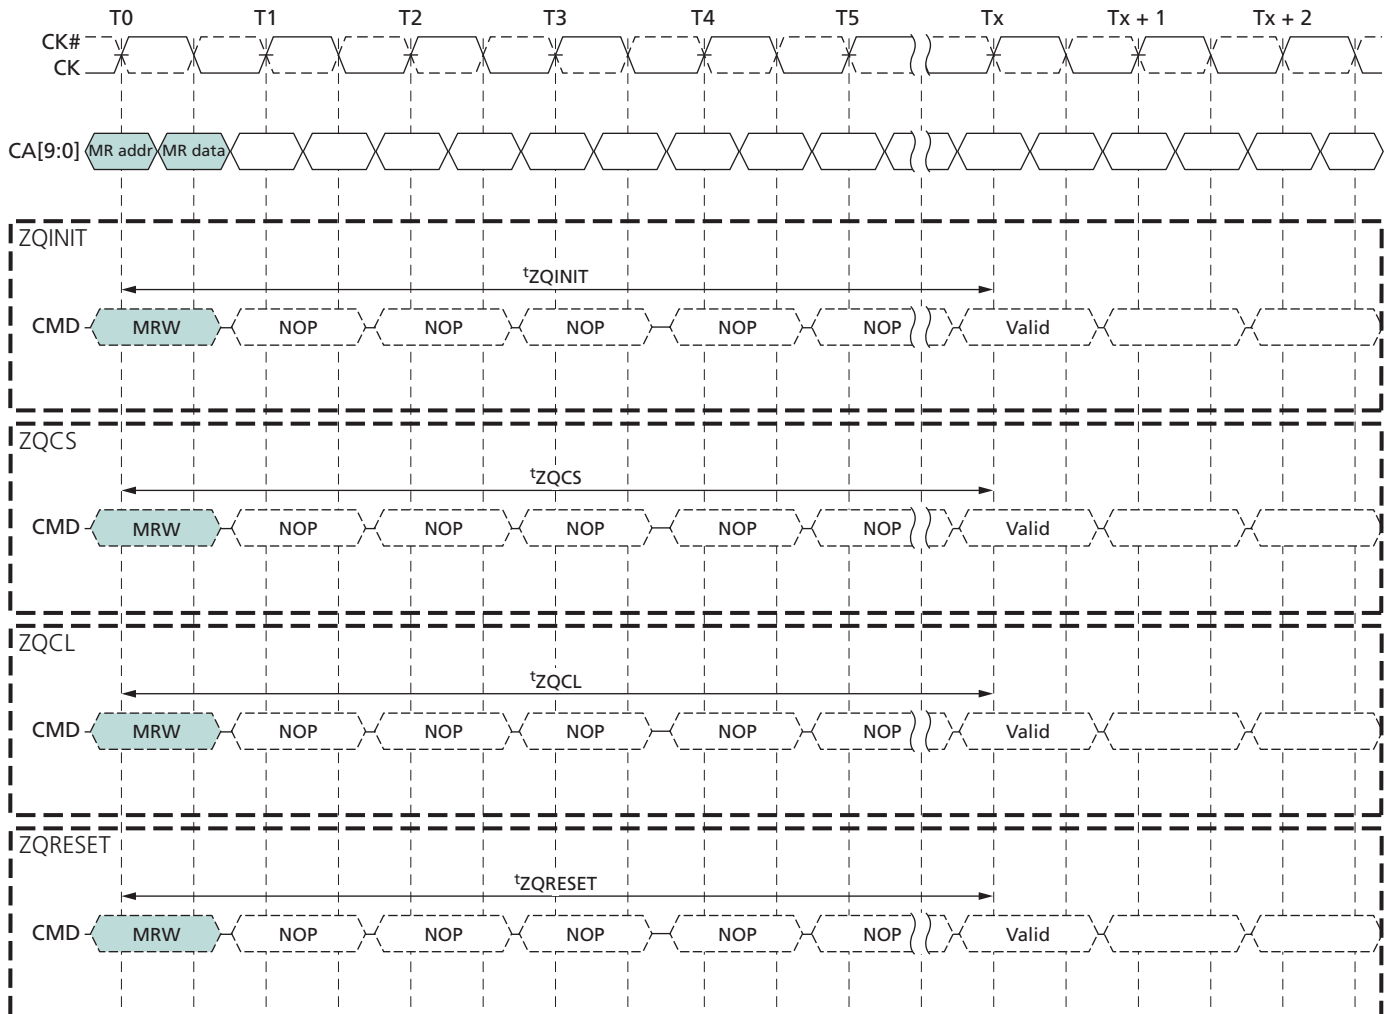 T0 T1 T2 T3 T4 T5 Tx Tx + 1 Tx + 2
CK#
CK
CA[9:0] MR addr MR data
ZQINIT
tZQINIT
CMD MRW NOP NOP NOP NOP NOP Valid
ZQCS
tZQCS
CMD MRW NOP NOP NOP NOP NOP Valid
ZQCL
tZQCL
CMD MRW NOP NOP NOP NOP NOP Valid
ZQRESET
tZQRESET
CMD MRW NOP NOP NOP NOP NOP Valid